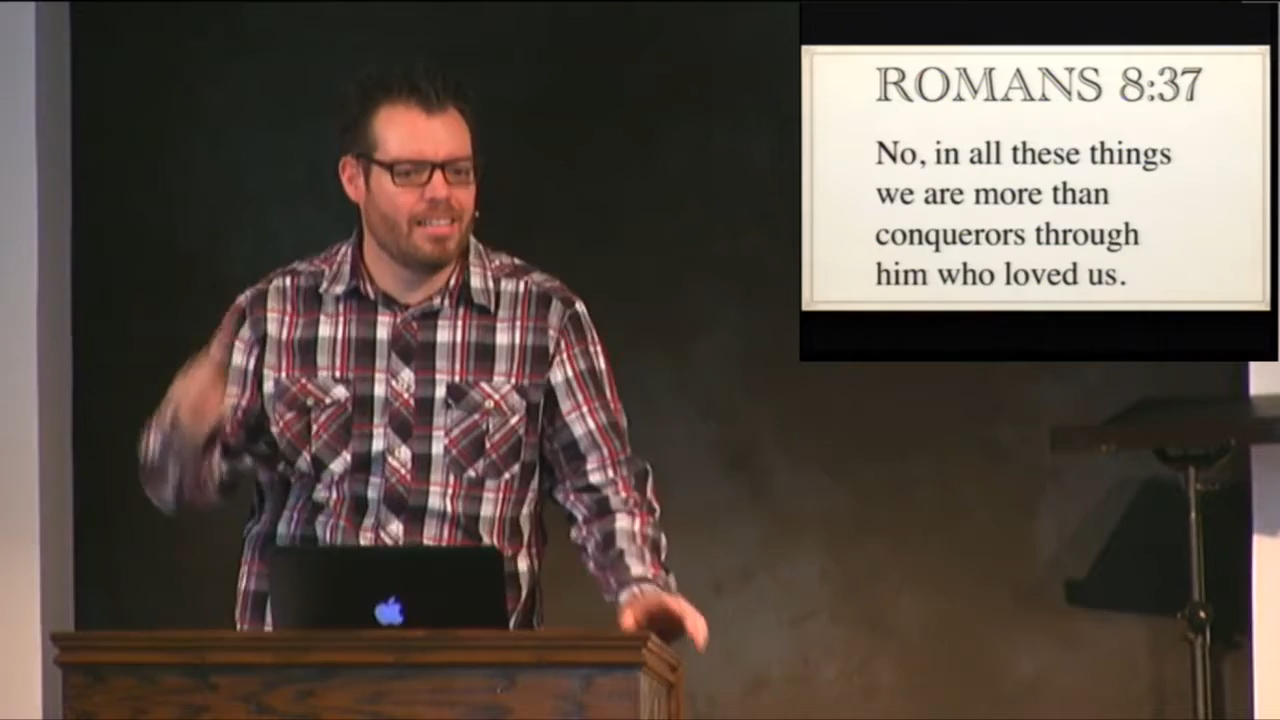 ROMANS 8:37
No, in all these things
we are more than
conquerors through
him who loved us.